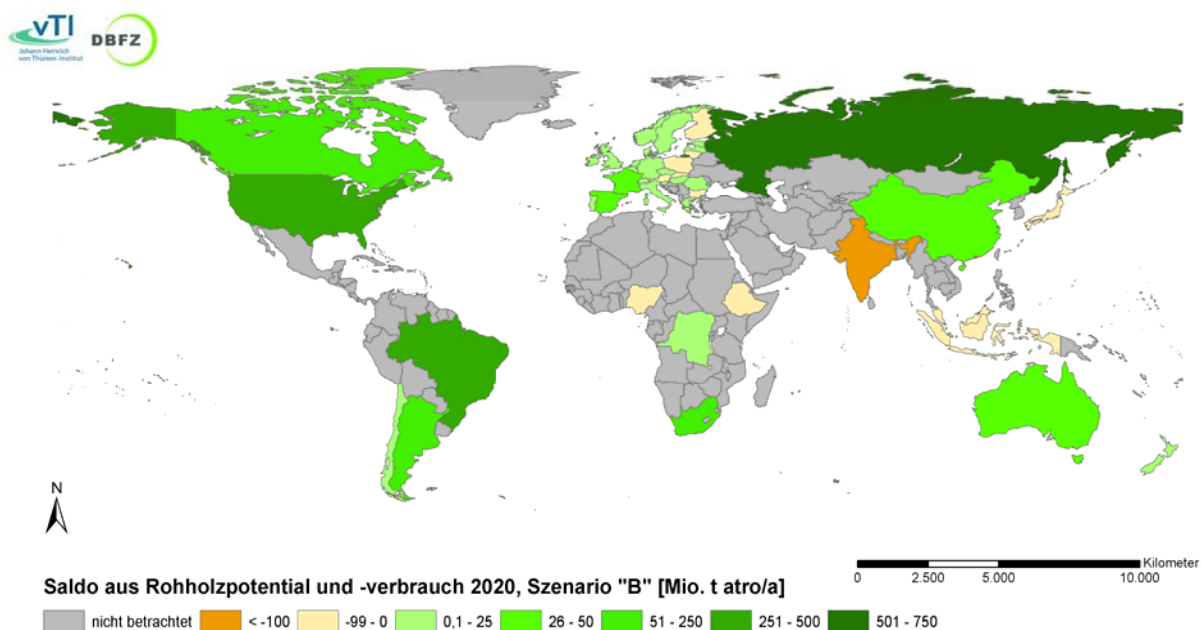 vTI
Johann Heinrich
von Thünen-Institut
DBFZ
N
Kilometer
0 2.500 5.000 10.000
Saldo aus Rohholzpotential und -verbrauch 2020, Szenario "B" [Mio. t atro/a]
nicht betrachtet < -100 -99 - 0 0,1 - 25 26 - 50 51 - 250 251 - 500 501 - 750